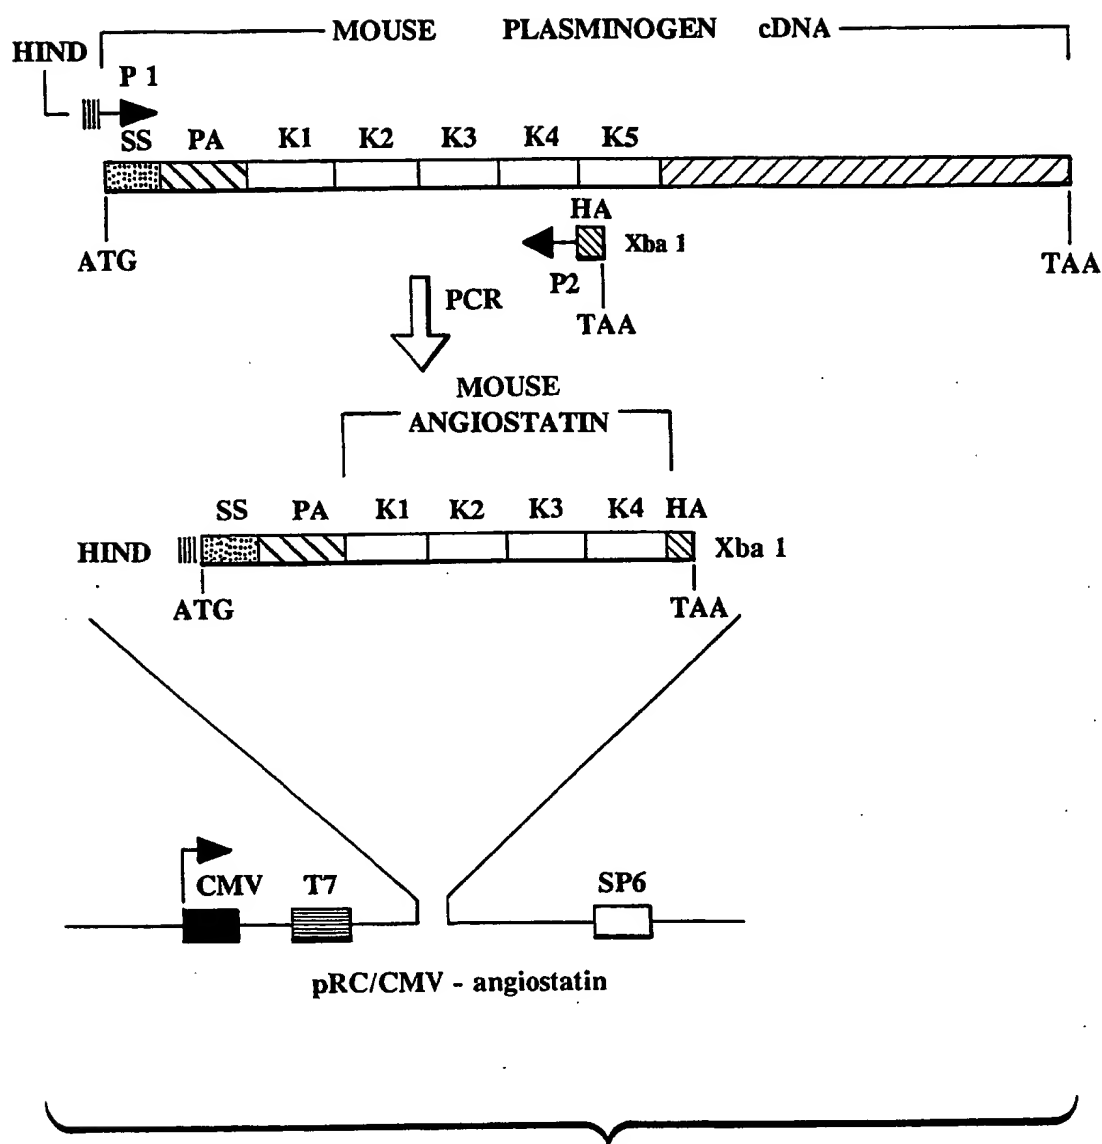 MOUSE PLASMINOGEN cDNA
HIND
P 1
SS PA K1 K2 K3 K4 K5
HA
Xba 1
ATG
P2
TAA
TAA
PCR
MOUSE
ANGIOSTATIN
SS PA K1 K2 K3 K4 HA
HIND
Xba 1
ATG
TAA
CMV T7 SP6
pRC/CMV - angiostatin